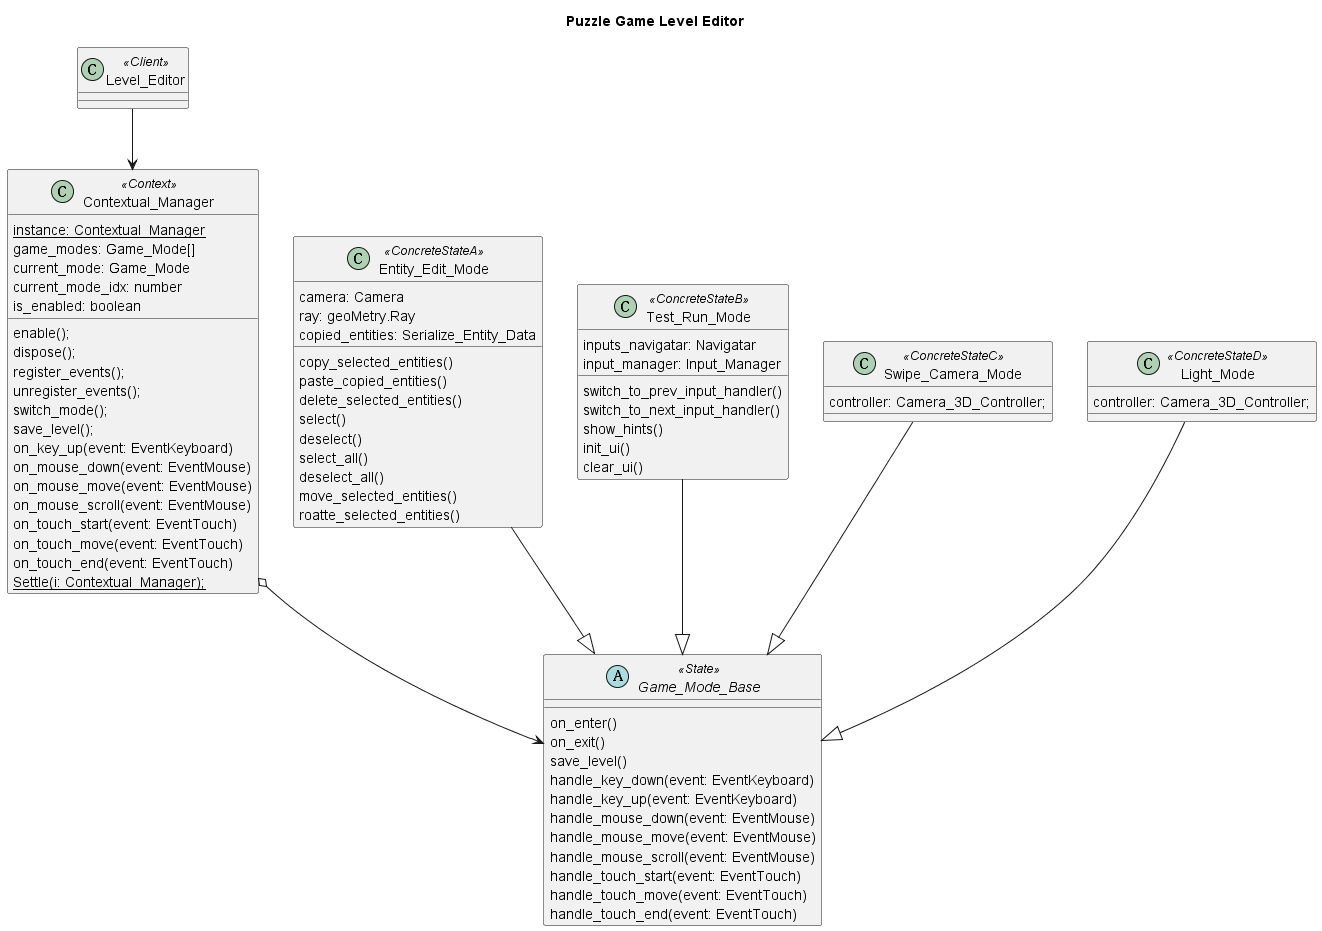 Puzzle Game Level Editor
C «Client»
Level_Editor
C «Context»
Contextual_Manager
instance: Contextual_Manager
game_modes: Game_Mode[]
current_mode: Game_Mode
current_mode_idx: number
is_enabled: boolean
enable();
dispose();
register_events();
unregister_events();
switch_mode();
save_level();
on_key_up(event: EventKeyboard)
on_mouse_down(event: EventMouse)
on_mouse_move(event: EventMouse)
on_mouse_scroll(event: EventMouse)
on_touch_start(event: EventTouch)
on_touch_move(event: EventTouch)
on_touch_end(event: EventTouch)
Settle(i: Contextual_Manager);
C «ConcreteStateA»
Entity_Edit_Mode
camera: Camera
ray: geoMetry.Ray
copied_entities: Serialize_Entity_Data
copy_selected_entities()
paste_copied_entities()
delete_selected_entities()
select()
deselect()
select_all()
deselect_all()
move_selected_entities()
roatte_selected_entities()
C «ConcreteStateB»
Test_Run_Mode
inputs_navigatar: Navigatar
input_manager: Input_Manager
switch_to_prev_input_handler()
switch_to_next_input_handler()
show_hints()
init_ui()
clear_ui()
C «ConcreteStateC»
Swipe_Camera_Mode
controller: Camera_3D_Controller;
C «ConcreteStateD»
Light_Mode
controller: Camera_3D_Controller;
A «State»
Game_Mode_Base
on_enter()
on_exit()
save_level()
handle_key_down(event: EventKeyboard)
handle_key_up(event: EventKeyboard)
handle_mouse_down(event: EventMouse)
handle_mouse_move(event: EventMouse)
handle_mouse_scroll(event: EventMouse)
handle_touch_start(event: EventTouch)
handle_touch_move(event: EventTouch)
handle_touch_end(event: EventTouch)